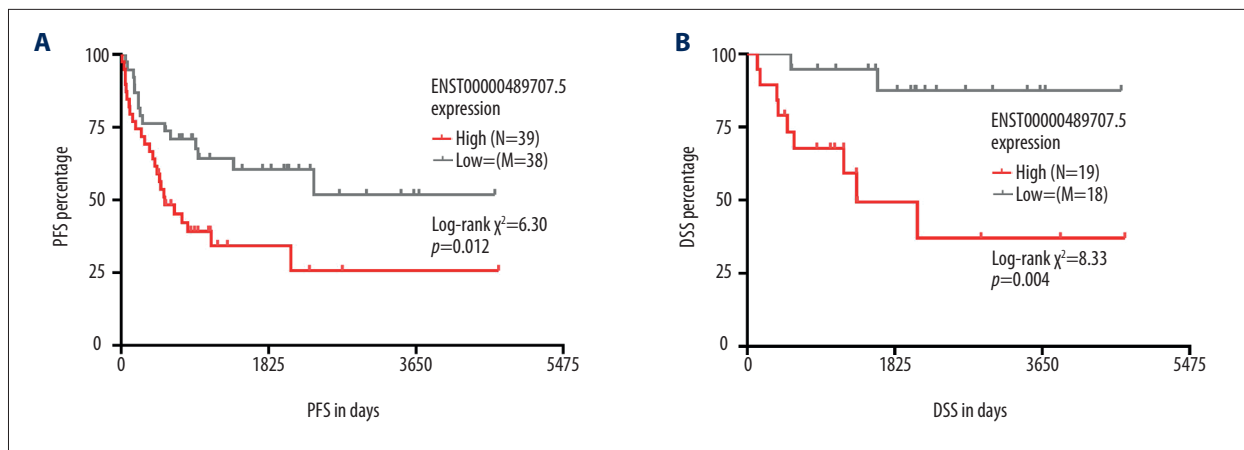 A
100
75
50
25
0
PFS percentage
ENST00000489707.5
expression
High (N=39)
Low=(M=38)
Log-rank χ²=6.30
p=0.012
0 1825 3650 5475
PFS in days
B
100
75
50
25
0
DSS percentage
ENST00000489707.5
expression
High (N=19)
Low=(M=18)
Log-rank χ²=8.33
p=0.004
0 1825 3650 5475
DSS in days